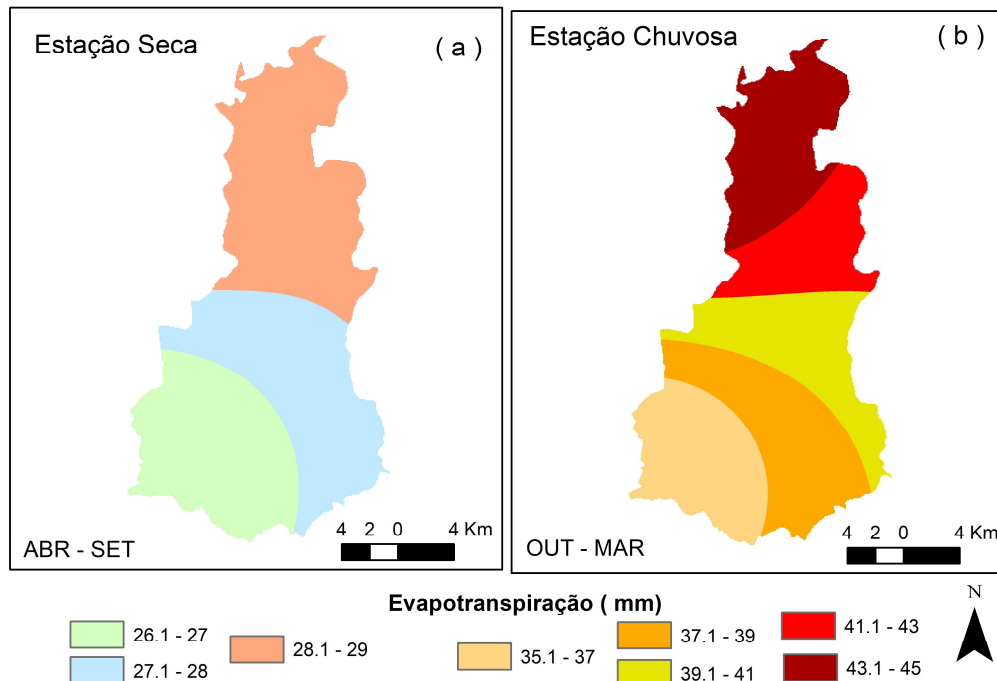 Estação Seca
( a )
4 2 0 4 Km
ABR - SET
Estação Chuvosa
( b )
4 2 0 4 Km
OUT - MAR
Evapotranspiração ( mm)
26.1 - 27
27.1 - 28
28.1 - 29
35.1 - 37
37.1 - 39
39.1 - 41
41.1 - 43
43.1 - 45
N